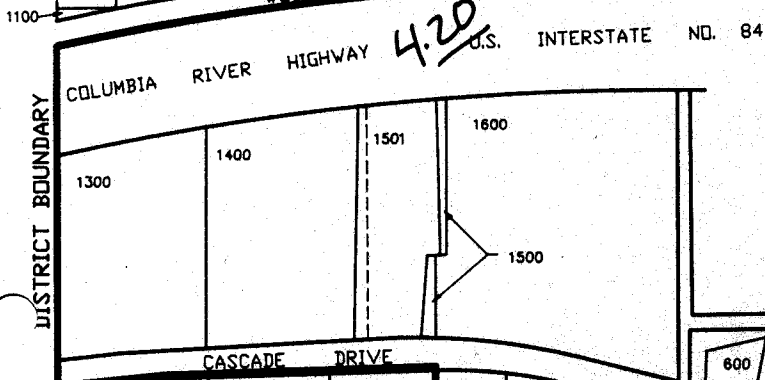 1100
COLUMBIA RIVER HIGHWAY 4.20 U.S. INTERSTATE NO. 84
DISTRICT BOUNDARY
1300
1400
1501
1600
1500
CASCADE DRIVE
600